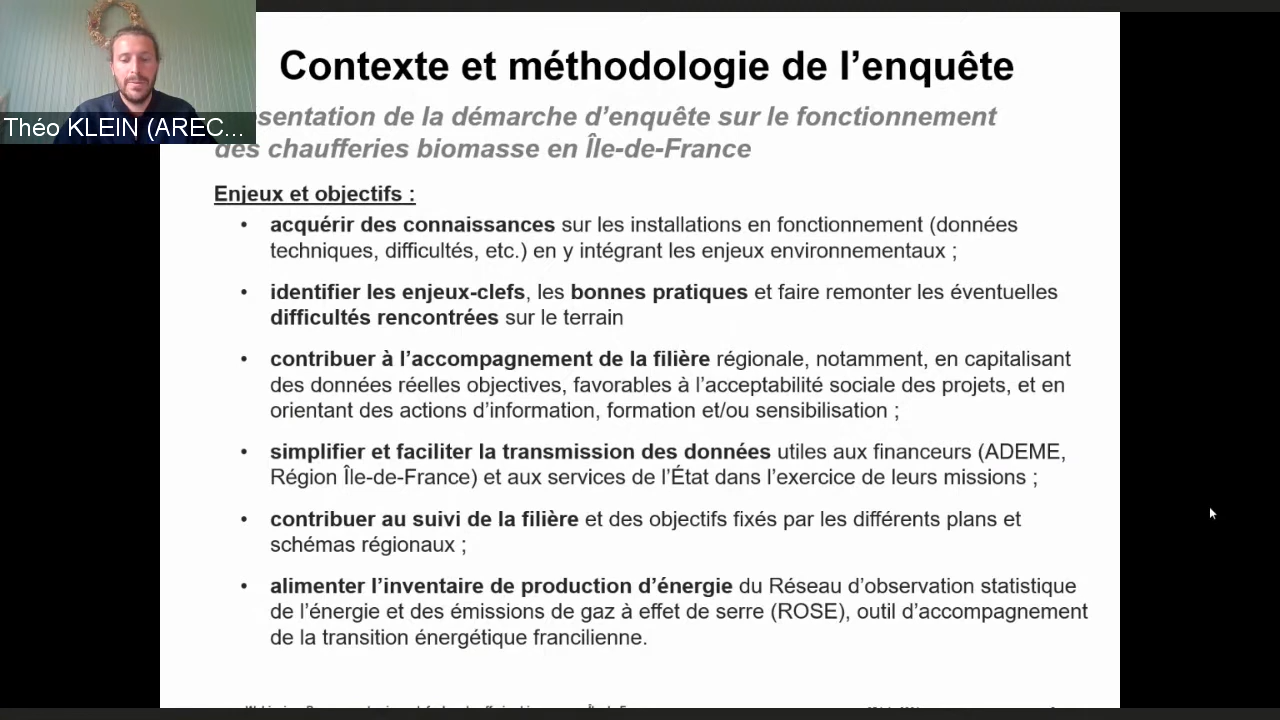 Contexte et méthodologie de l’enquête
Théo KLEIN (AREC...
esentation de la démarche d’enquête sur le fonctionnement
des chaufferies biomasse en Île-de-France
Enjeux et objectifs :
• acquérir des connaissances sur les installations en fonctionnement (données
techniques, difficultés, etc.) en y intégrant les enjeux environnementaux ;
• identifier les enjeux-clefs, les bonnes pratiques et faire remonter les éventuelles
difficultés rencontrées sur le terrain
• contribuer à l’accompagnement de la filière régionale, notamment, en capitalisant
des données réelles objectives, favorables à l’acceptabilité sociale des projets, et en
orientant des actions d’information, formation et/ou sensibilisation ;
• simplifier et faciliter la transmission des données utiles aux financeurs (ADEME,
Région Île-de-France) et aux services de l’État dans l’exercice de leurs missions ;
• contribuer au suivi de la filière et des objectifs fixés par les différents plans et
schémas régionaux ;
• alimenter l’inventaire de production d’énergie du Réseau d’observation statistique
de l’énergie et des émissions de gaz à effet de serre (ROSE), outil d’accompagnement
de la transition énergétique francilienne.